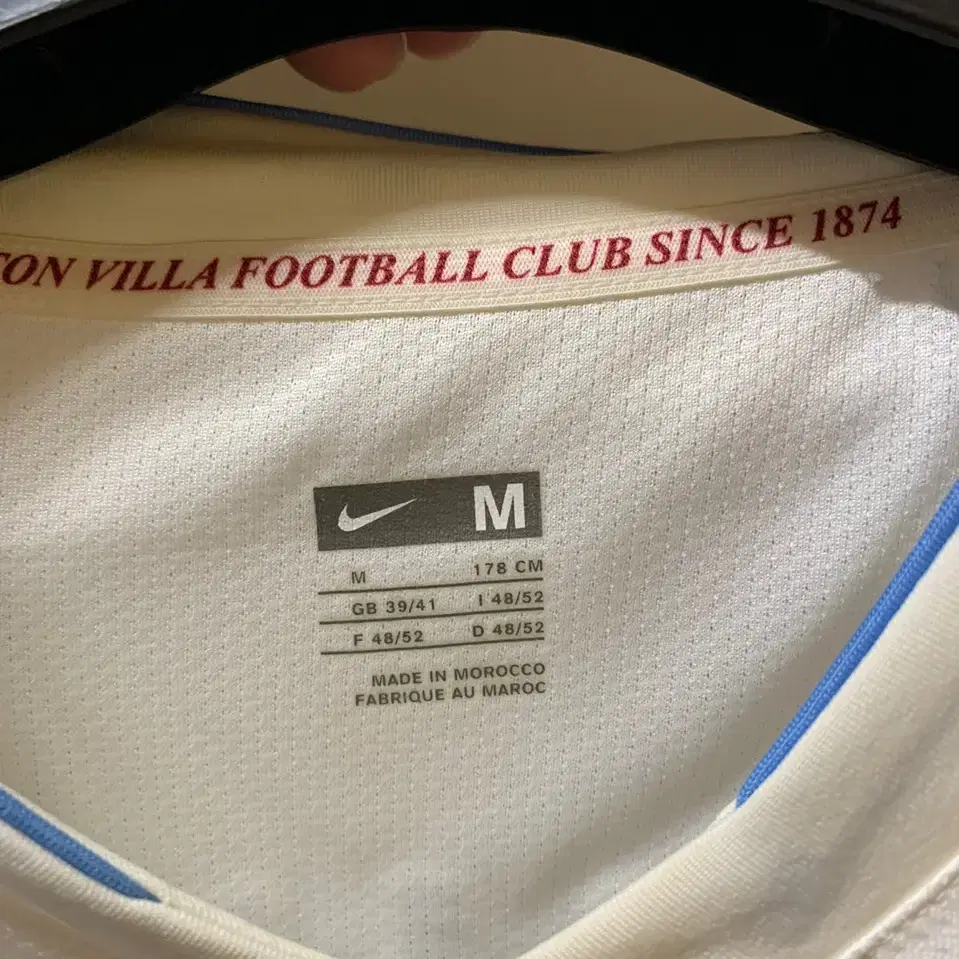 TON VILLA FOOTBALL CLUB SINCE 1874
M
M 178 CM
GB 39/41 I 48/52
F 48/52 D 48/52
MADE IN MOROCCO
FABRIQUE AU MAROC